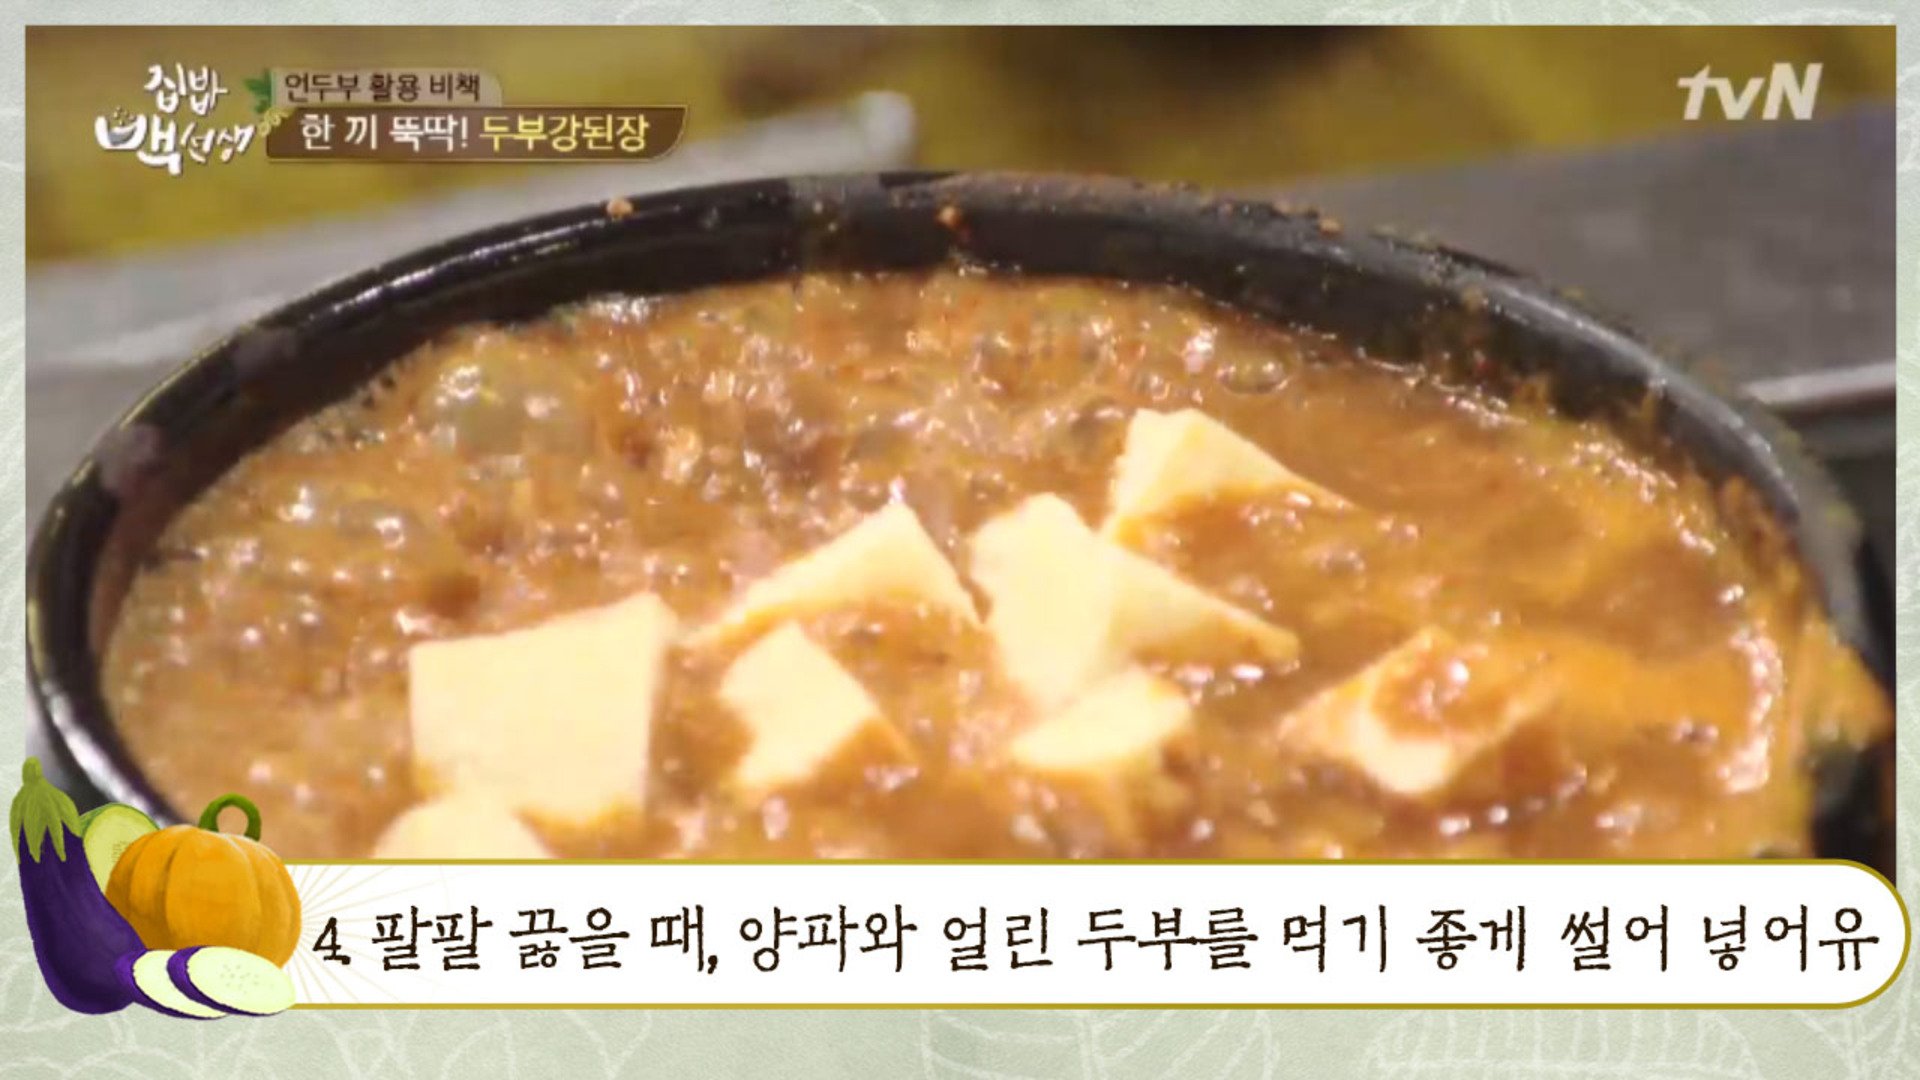 집밥
백선생
언두부 활용 비책
한 끼 뚝딱! 두부강된장
tvN
4. 팔팔 끓을 때, 양파와 얼린 두부를 먹기 좋게 썰어 넣어유